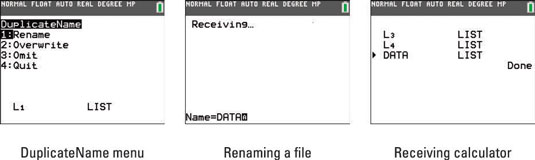 NORMAL FLOAT AUTO REAL DEGREE MP
DuplicateName
1:Rename
2:Overwrite
3:Omit
4:Quit
L1 LIST
DuplicateName menu
NORMAL FLOAT AUTO REAL DEGREE MP
Receiving…
Name=DATA
Renaming a file
NORMAL FLOAT AUTO REAL DEGREE MP
L3 LIST
L4 LIST
DATA LIST
Done
Receiving calculator